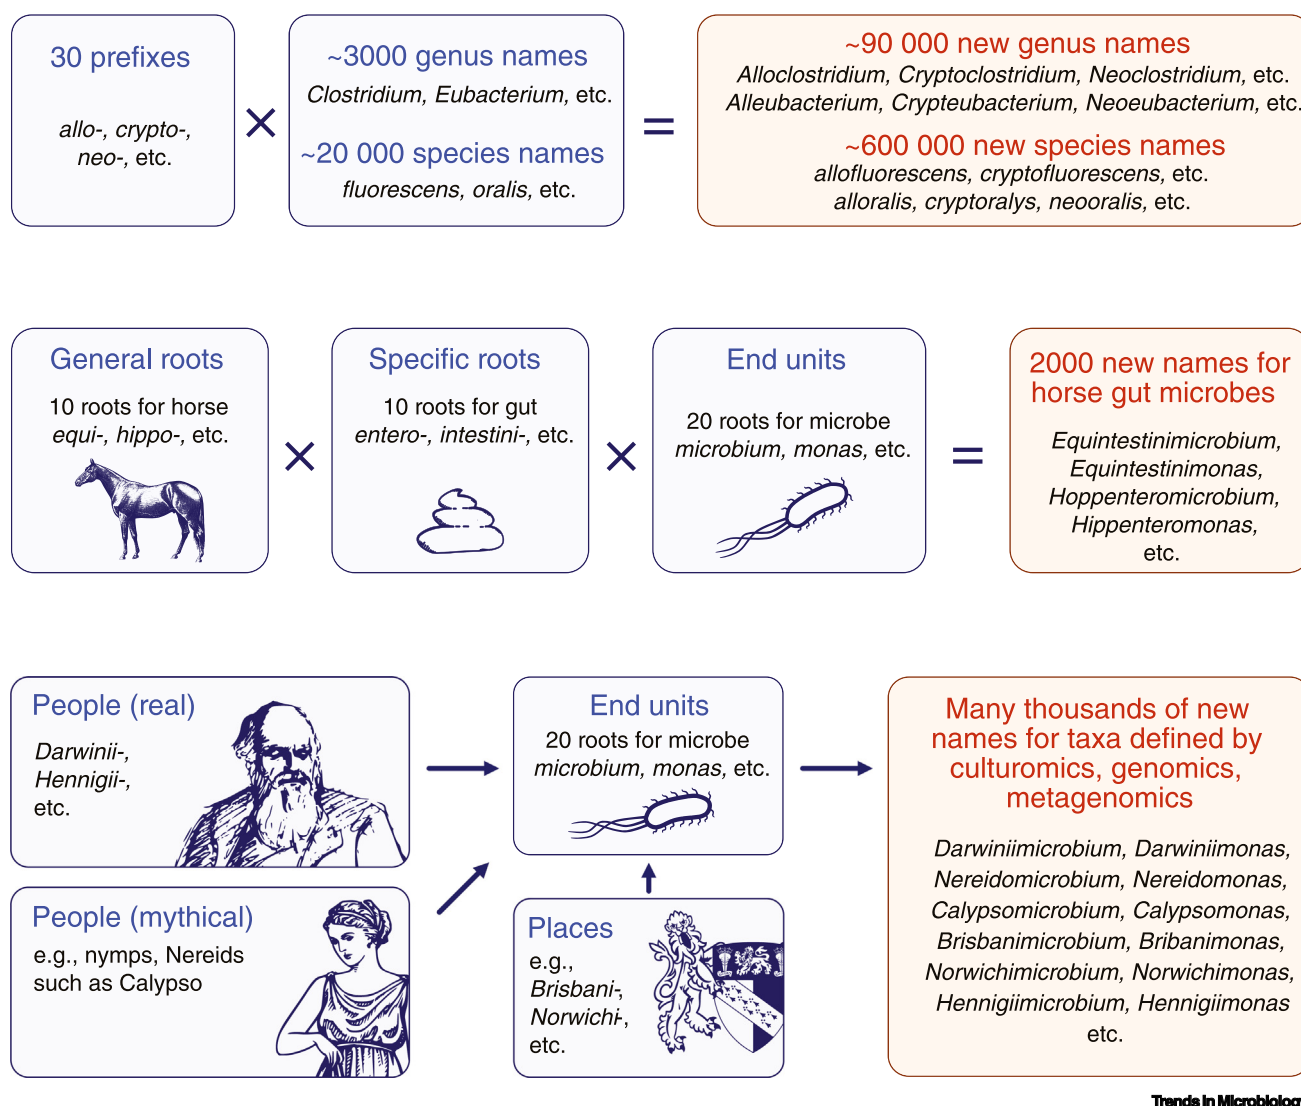 30 prefixes
allo-, crypto-,
neo-, etc.
×
~3000 genus names
Clostridium, Eubacterium, etc.
~20 000 species names
fluorescens, oralis, etc.
=
~90 000 new genus names
Alloclostridium, Cryptoclostridium, Neoclostridium, etc.
Alleubacterium, Crypteubacterium, Neoeubacterium, etc.
~600 000 new species names
allofluorescens, cryptofluorescens, etc.
alloralis, cryptoralys, neooralis, etc.
General roots
10 roots for horse
equi-, hippo-, etc.
×
Specific roots
10 roots for gut
entero-, intestini-, etc.
×
End units
20 roots for microbe
microbium, monas, etc.
=
2000 new names for
horse gut microbes
Equintestinimicrobium,
Equintestinimonas,
Hoppenteromicrobium,
Hippenteromonas,
etc.
People (real)
Darwinii-,
Hennigii-,
etc.
People (mythical)
e.g., nymps, Nereids
such as Calypso
End units
20 roots for microbe
microbium, monas, etc.
Places
e.g.,
Brisbani-,
Norwichi-,
etc.
Many thousands of new
names for taxa defined by
culturomics, genomics,
metagenomics
Darwiniimicrobium, Darwiniimonas,
Nereidomicrobium, Nereidomonas,
Calypsomicrobium, Calypsomonas,
Brisbanimicrobium, Bribanimonas,
Norwichimicrobium, Norwichimonas,
Hennigiimicrobium, Hennigiimonas
etc.
Trends in Microbiology